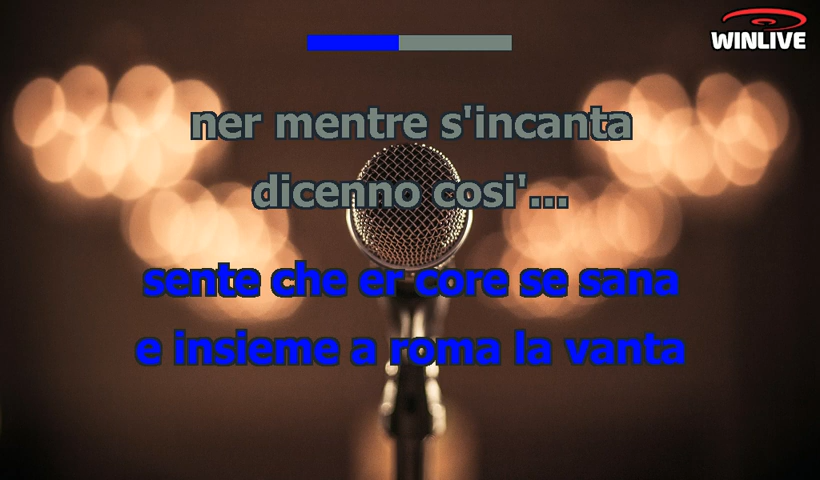 WINLIVE
ner mentre s'incanta
dicenno cosi'...
sente che er core se sana
e insieme a roma la vanta